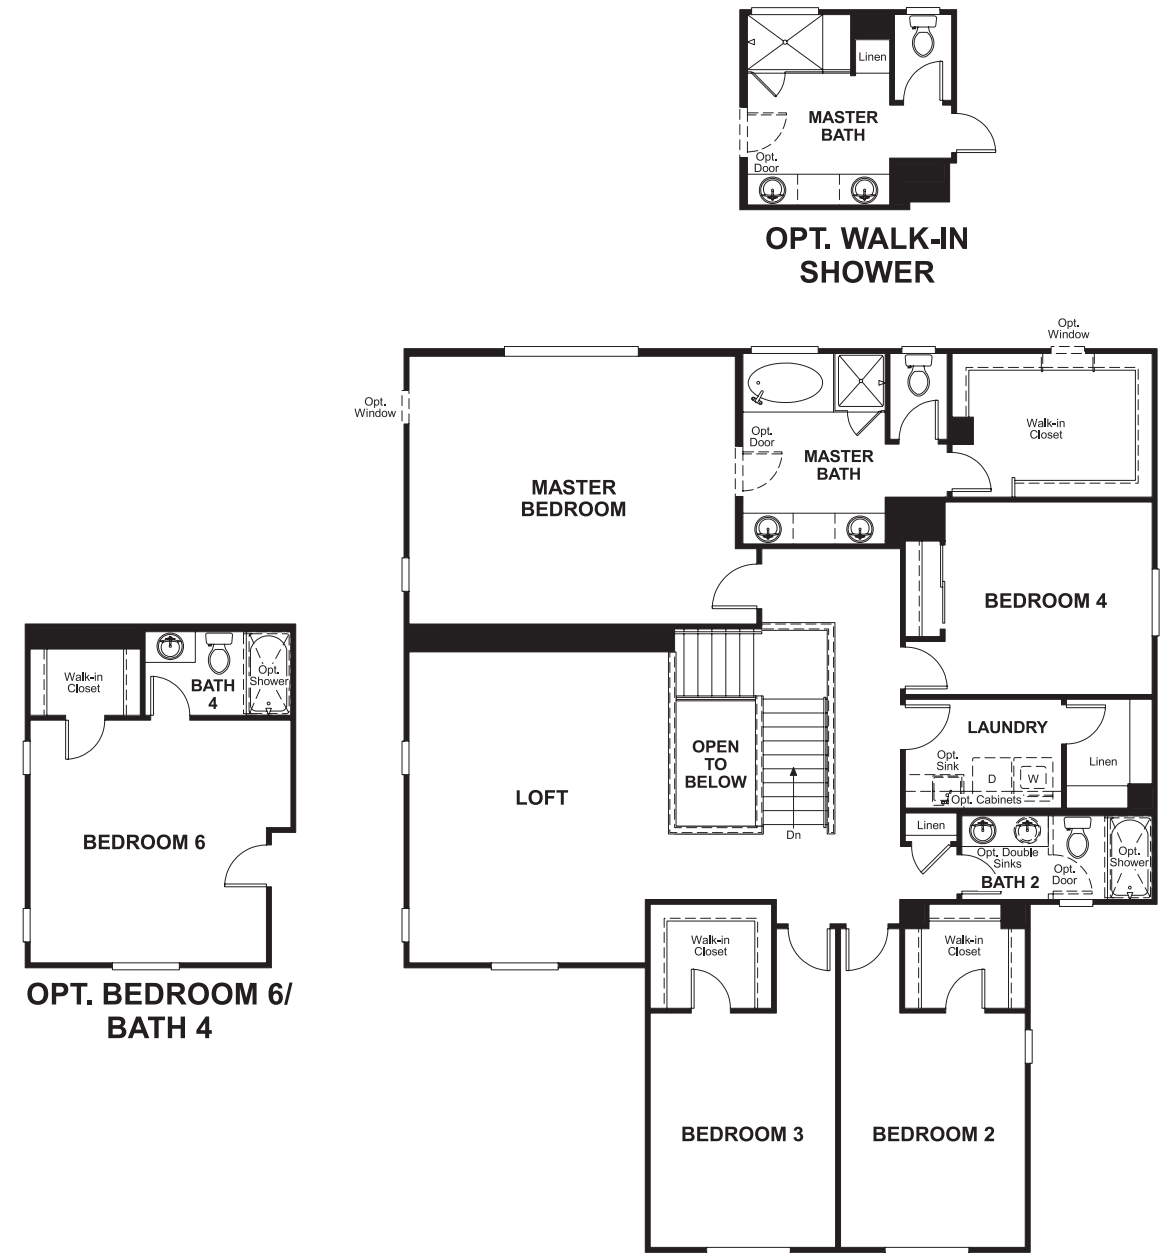 Linen
MASTER
BATH
Opt.
Door
OPT. WALK-IN
SHOWER
Opt.
Window
Opt.
Window
Walk-in
Closet
Opt.
Door
MASTER
BATH
MASTER
BEDROOM
BEDROOM 4
Walk-in
Closet
BATH
4
Opt.
Shower
BEDROOM 6
OPT. BEDROOM 6/
BATH 4
LOFT
OPEN
TO
BELOW
Dn
LAUNDRY
Opt.
Sink
D
W
Opt. Cabinets
Linen
Linen
Opt. Double
Sinks
BATH 2
Opt.
Door
Opt.
Shower
Walk-in
Closet
Walk-in
Closet
BEDROOM 3
BEDROOM 2